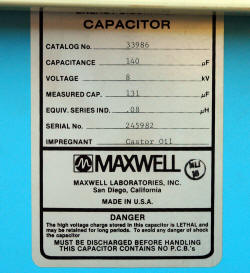 CAPACITOR
CATALOG No. 33986
CAPACITANCE 140 µF
VOLTAGE 8 kV
MEASURED CAP. 131 µF
EQUIV. SERIES IND. .08 µH
SERIAL No. 245982
IMPREGNANT Castor Oil
MAXWELL
MAXWELL LABORATORIES, INC.
San Diego, California
MADE IN U.S.A.
DANGER
The high voltage charge stored in this capacitor is LETHAL and
may be retained for long periods. To avoid any danger of shock
the capacitor
MUST BE DISCHARGED BEFORE HANDLING
THIS CAPACITOR CONTAINS NO P.C.B.'s